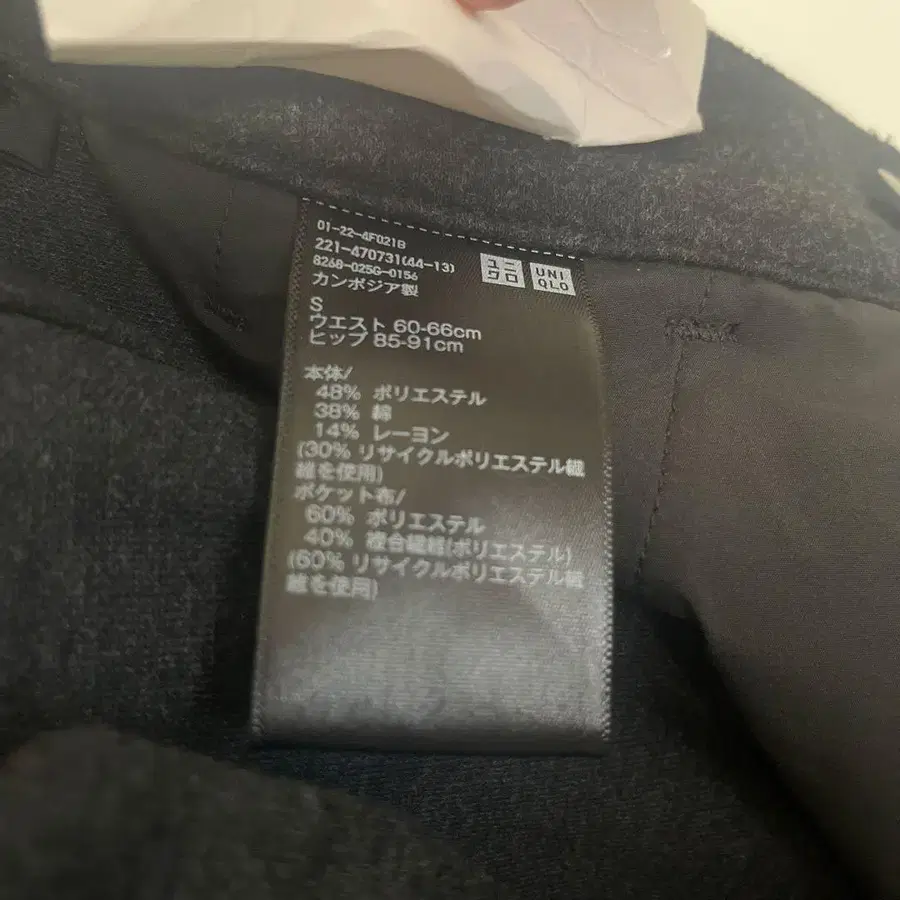 01-22-4F021B
221-470731(44-13)
8268-025G-0156
カンボジア製
ユニ
クロ
UNI
QLO
S
ウエスト 60-66cm
ヒップ 85-91cm
本体/
48% ポリエステル
38% 綿
14% レーヨン
(30% リサイクルポリエステル繊
維を使用)
ポケット布/
60% ポリエステル
40% 複合繊維(ポリエステル)
(60% リサイクルポリエステル繊
維を使用)